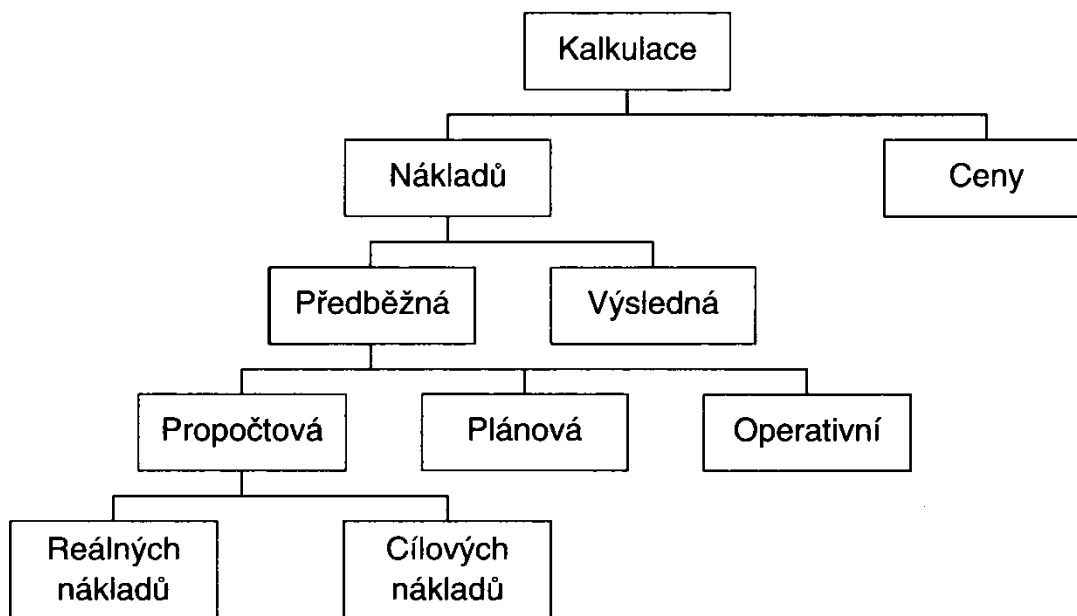 Kalkulace
Nákladů
Ceny
Předběžná
Výsledná
Propočtová
Plánová
Operativní
Reálných
nákladů
Cílových
nákladů